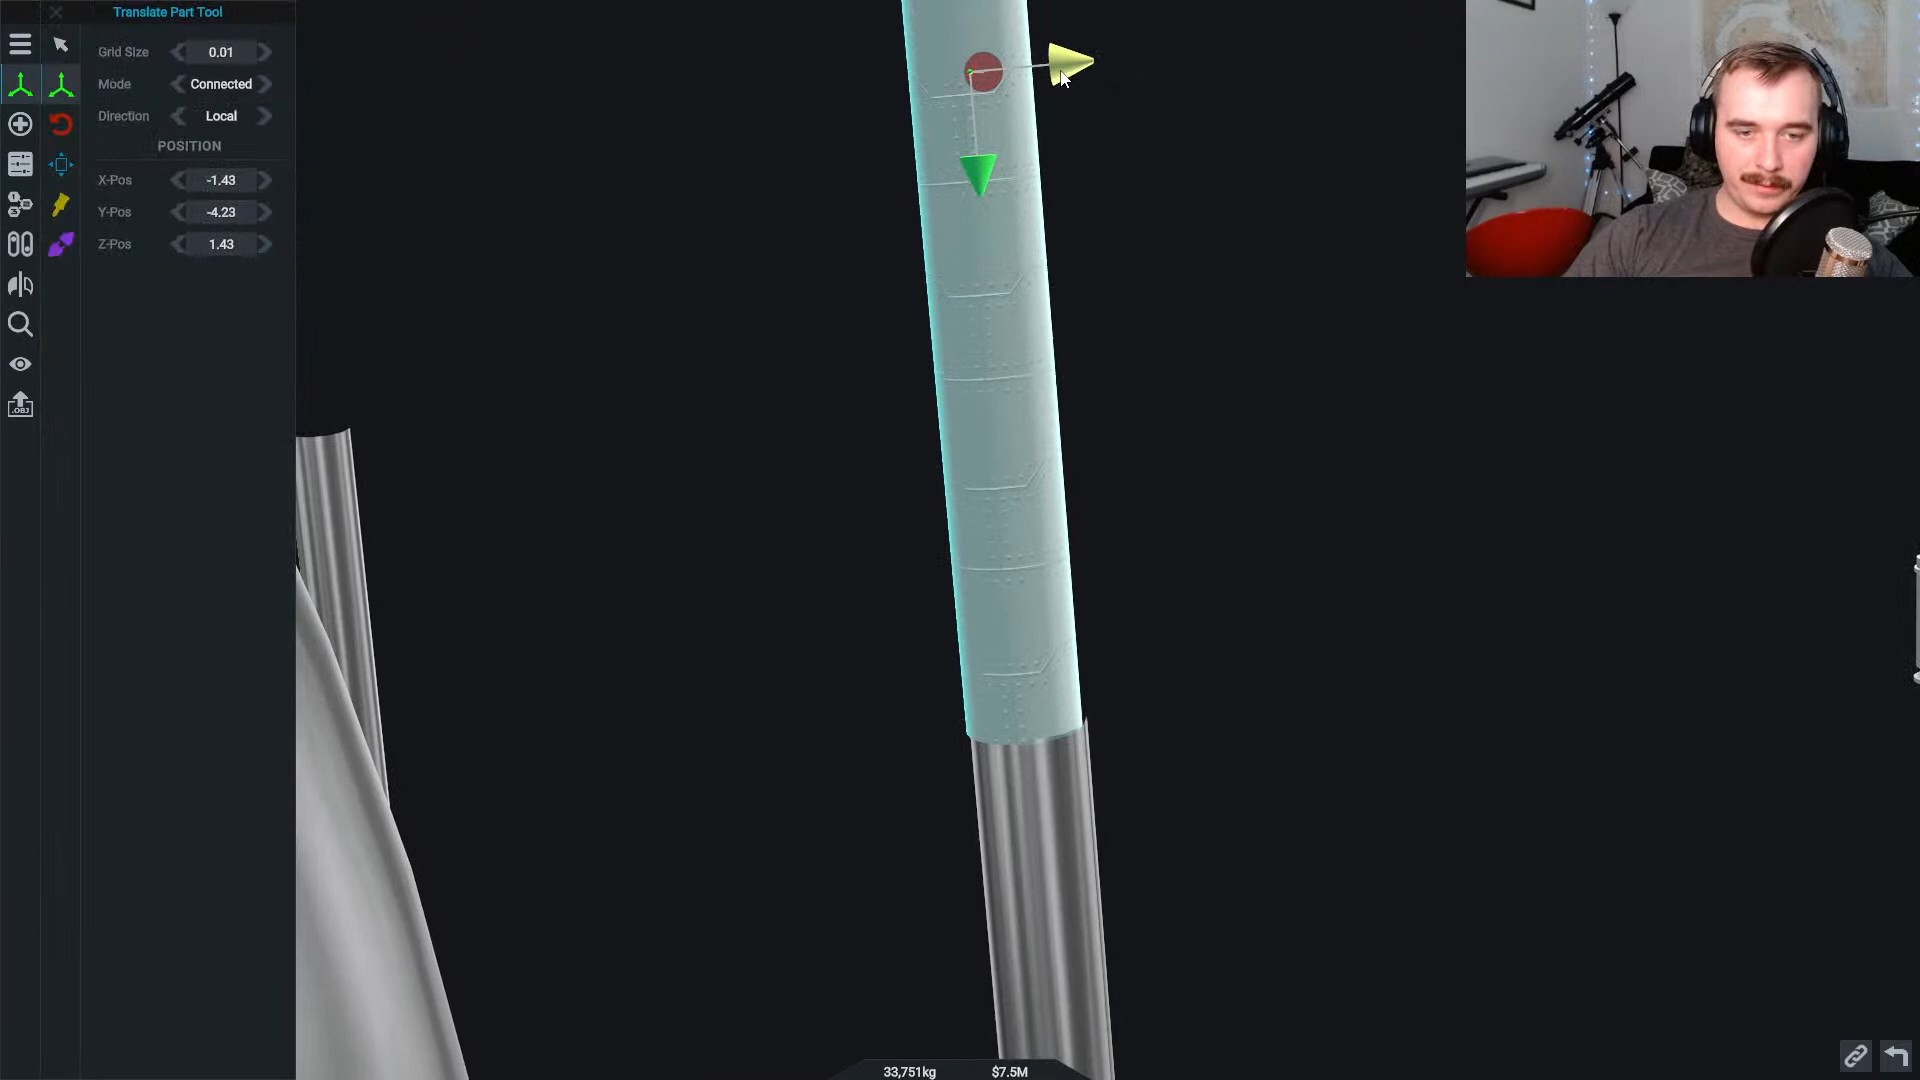 Translate Part Tool
Grid Size 0.01
Mode Connected
Direction Local
POSITION
X-Pos -1.43
Y-Pos -4.23
Z-Pos 1.43
.OBJ
33,751kg $7.5M